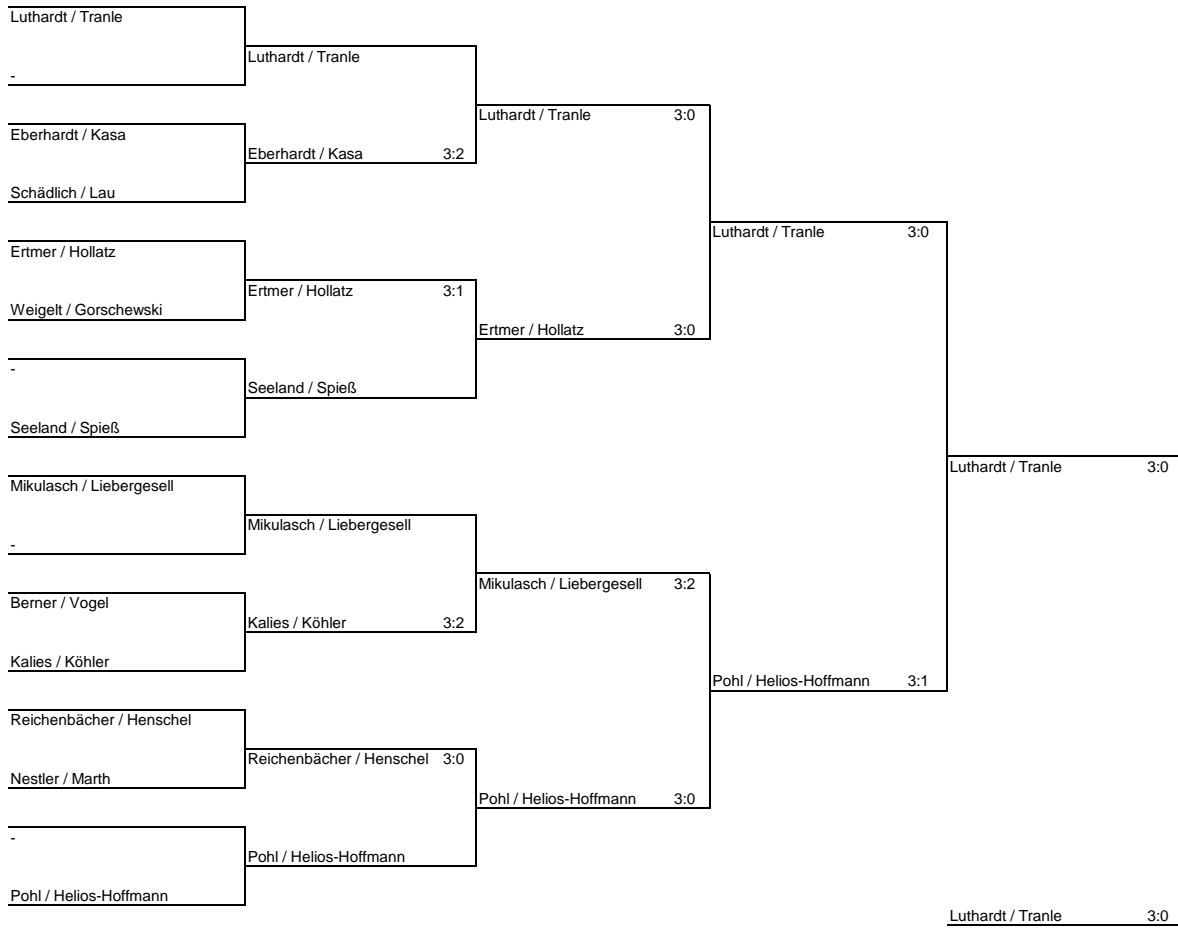 Luthardt / Tranle
Luthardt / Tranle
-
Luthardt / Tranle 3:0
Eberhardt / Kasa
Eberhardt / Kasa 3:2
Schädlich / Lau
Luthardt / Tranle 3:0
Ertmer / Hollatz
Ertmer / Hollatz 3:1
Weigelt / Gorschewski
Ertmer / Hollatz 3:0
-
Seeland / Spieß
Seeland / Spieß
Luthardt / Tranle 3:0
Mikulasch / Liebergesell
Mikulasch / Liebergesell
-
Mikulasch / Liebergesell 3:2
Berner / Vogel
Kalies / Köhler 3:2
Kalies / Köhler
Pohl / Helios-Hoffmann 3:1
Reichenbächer / Henschel
Reichenbächer / Henschel 3:0
Nestler / Marth
Pohl / Helios-Hoffmann 3:0
-
Pohl / Helios-Hoffmann
Pohl / Helios-Hoffmann
Luthardt / Tranle 3:0